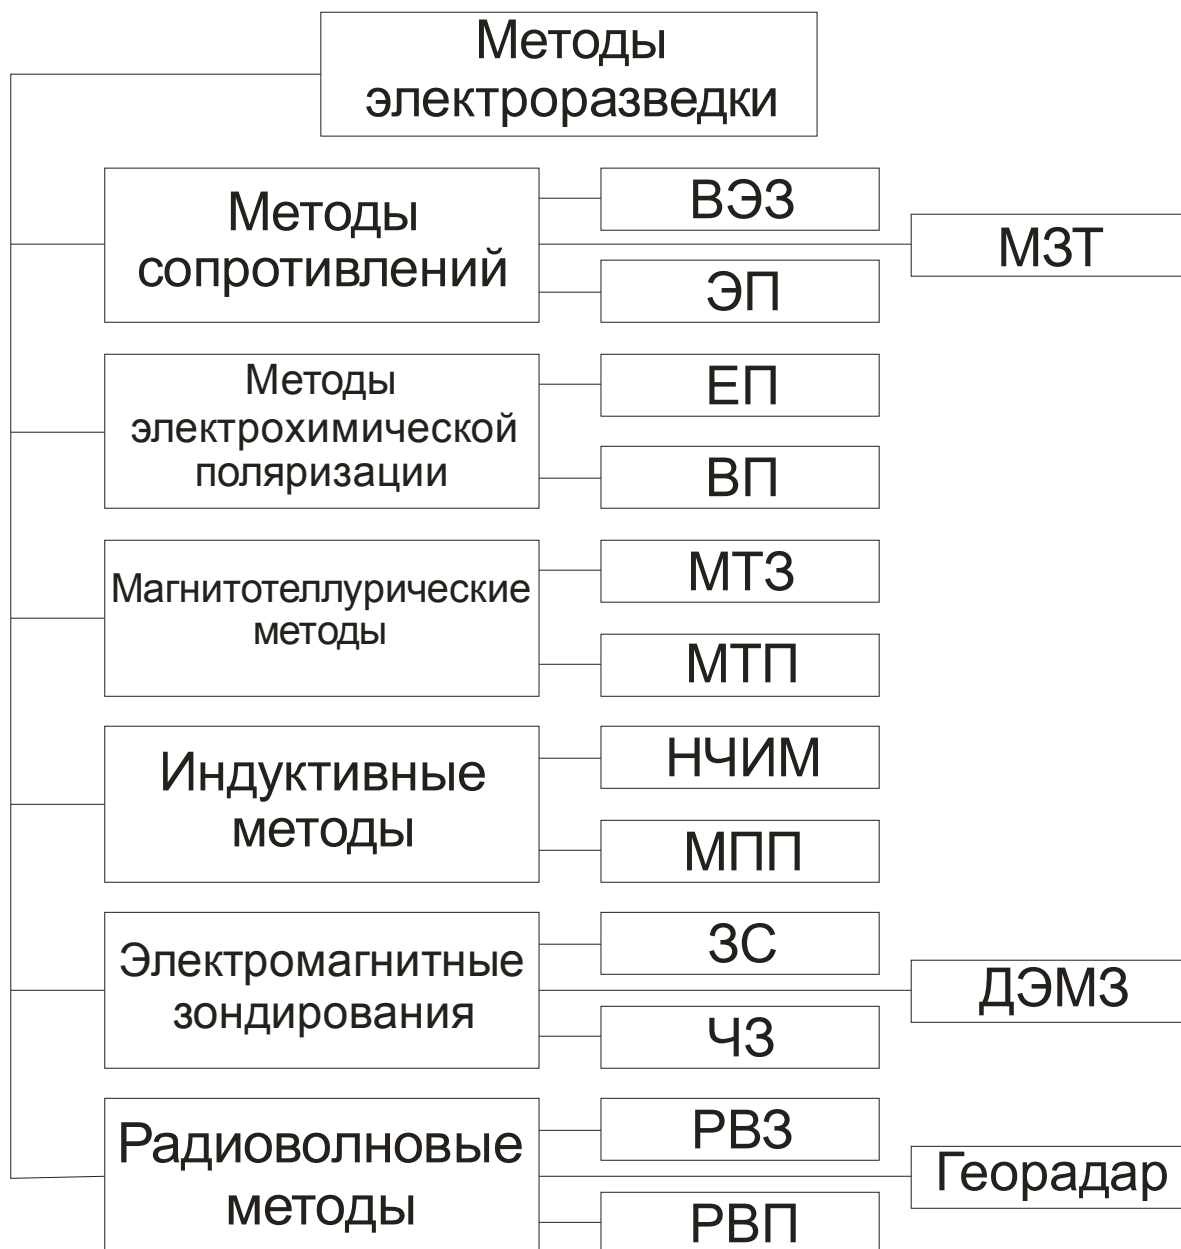 Методы
электроразведки
Методы
сопротивлений
ВЭЗ
МЗТ
ЭП
Методы
электрохимической
поляризации
ЕП
ВП
Магнитотеллурические
методы
МТЗ
МТП
Индуктивные
методы
НЧИМ
МПП
Электромагнитные
зондирования
ЗС
ДЭМЗ
ЧЗ
Радиоволновые
методы
РВЗ
Георадар
РВП